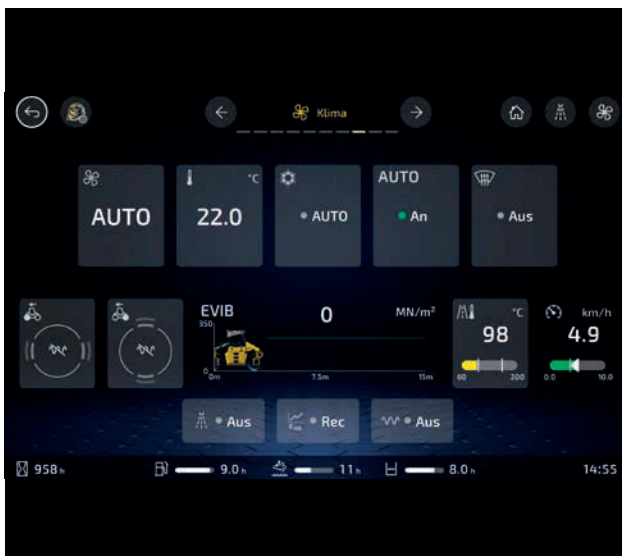 Klima
°C
AUTO
AUTO
22.0
AUTO
An
Aus
EVIB
0
MN/m²
350
0
0m
7.5m
15m
°C
98
60
200
km/h
4.9
0.0
10.0
Aus
Rec
Aus
958 h
9.0 h
11 h
8.0 h
14:55